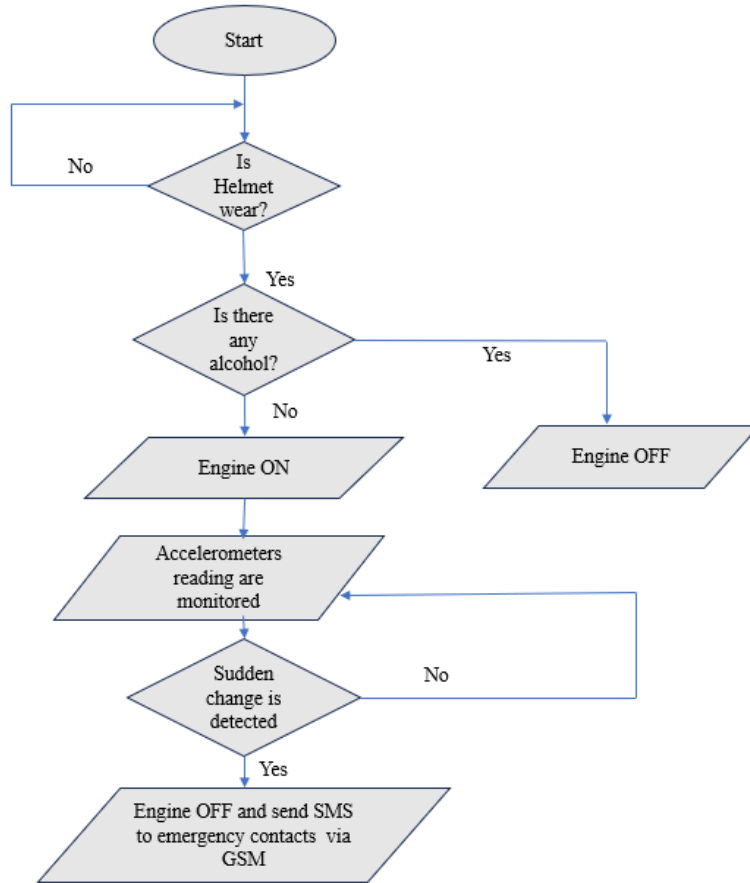 Start
No
Is
Helmet
wear?
Yes
Is there
any
alcohol?
Yes
No
Engine ON
Engine OFF
Accelerometers
reading are
monitored
Sudden
change is
detected
No
Yes
Engine OFF and send SMS
to emergency contacts via
GSM